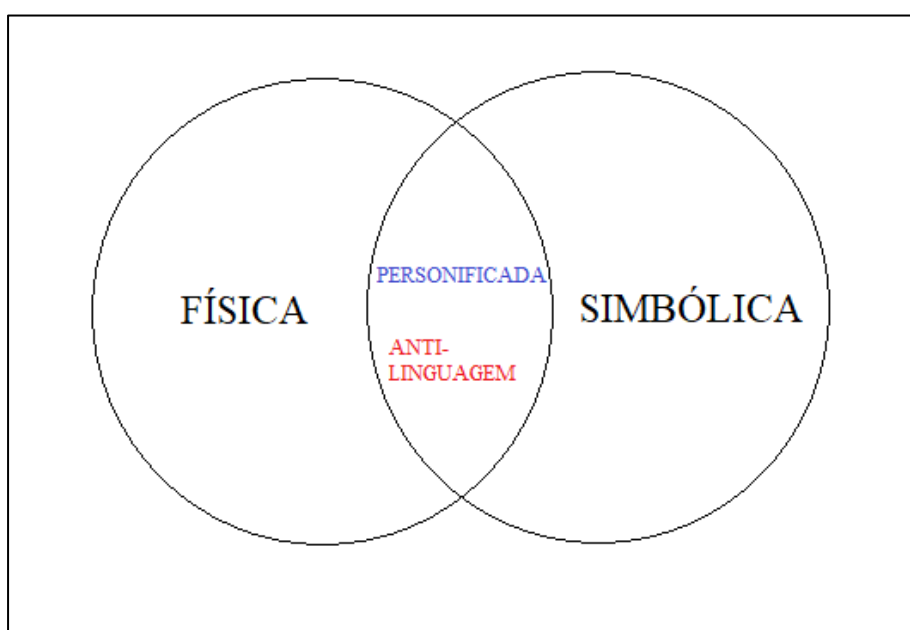 PERSONIFICADA
FÍSICA
SIMBÓLICA
ANTI-
LINGUAGEM